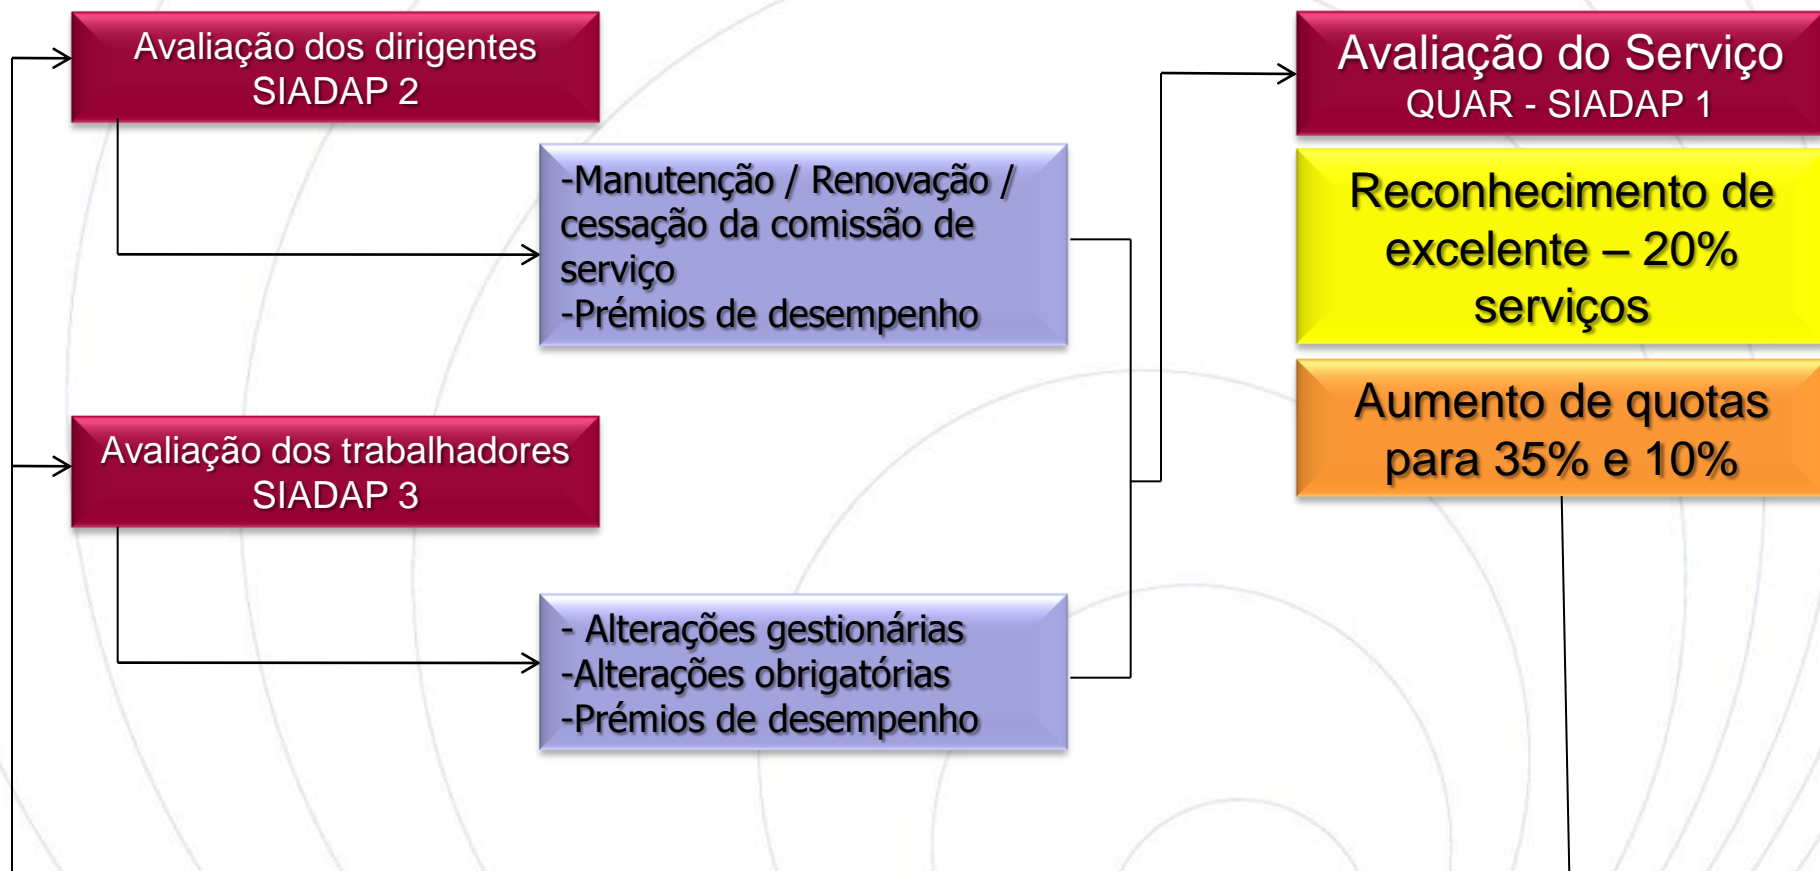 Avaliação dos dirigentes
SIADAP 2
-Manutenção / Renovação /
cessação da comissão de
serviço
-Prémios de desempenho
Avaliação dos trabalhadores
SIADAP 3
- Alterações gestionárias
-Alterações obrigatórias
-Prémios de desempenho
Avaliação do Serviço
QUAR - SIADAP 1
Reconhecimento de
excelente – 20%
serviços
Aumento de quotas
para 35% e 10%